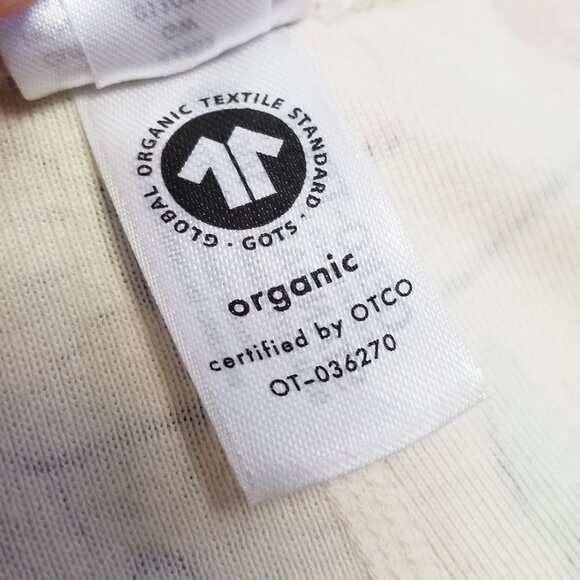 GLOBAL ORGANIC TEXTILE STANDARD · GOTS ·
organic
certified by OTCO
OT-036270